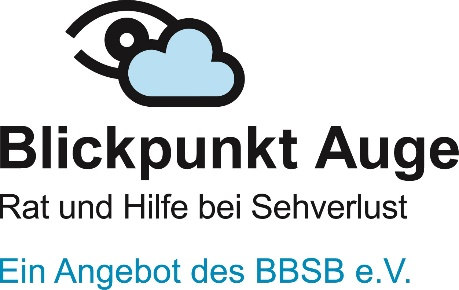 Blickpunkt Auge
Rat und Hilfe bei Sehverlust
Ein Angebot des BBSB e.V.